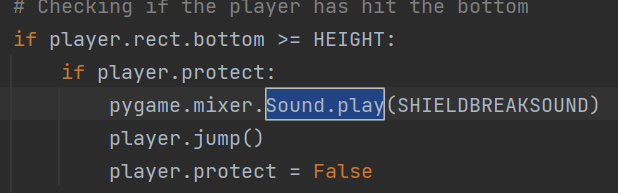 # Checking if the player has hit the bottom
if player.rect.bottom >= HEIGHT:
    if player.protect:
        pygame.mixer.Sound.play(SHIELDBREAKSOUND)
        player.jump()
        player.protect = False